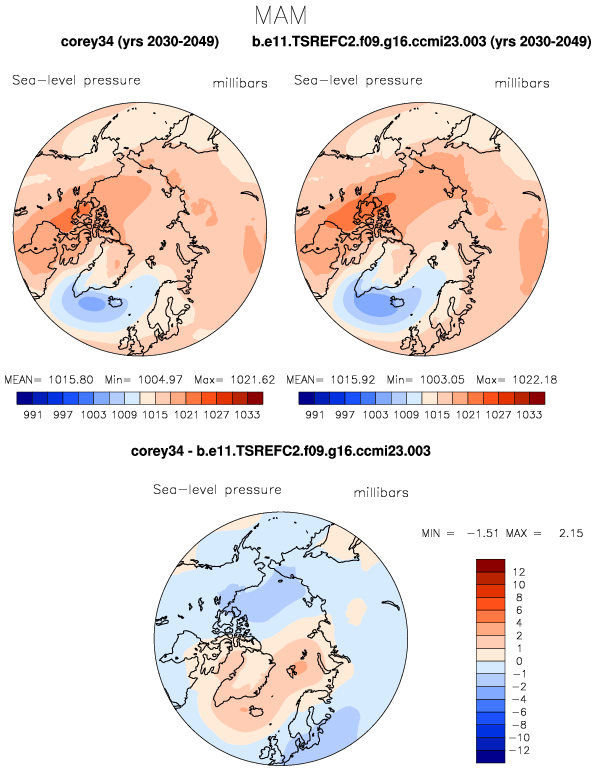 MAM
corey34 (yrs 2030-2049) b.e11.TSREFC2.f09.g16.ccmi23.003 (yrs 2030-2049)
Sea-level pressure millibars Sea-level pressure millibars
MEAN= 1015.80 Min= 1004.97 Max= 1021.62 MEAN= 1015.92 Min= 1003.05 Max= 1022.18
991 997 1003 1009 1015 1021 1027 1033 991 997 1003 1009 1015 1021 1027 1033
corey34 - b.e11.TSREFC2.f09.g16.ccmi23.003
Sea-level pressure millibars
MIN = -1.51 MAX = 2.15
12
10
8
6
4
2
1
0
-1
-2
-4
-6
-8
-10
-12